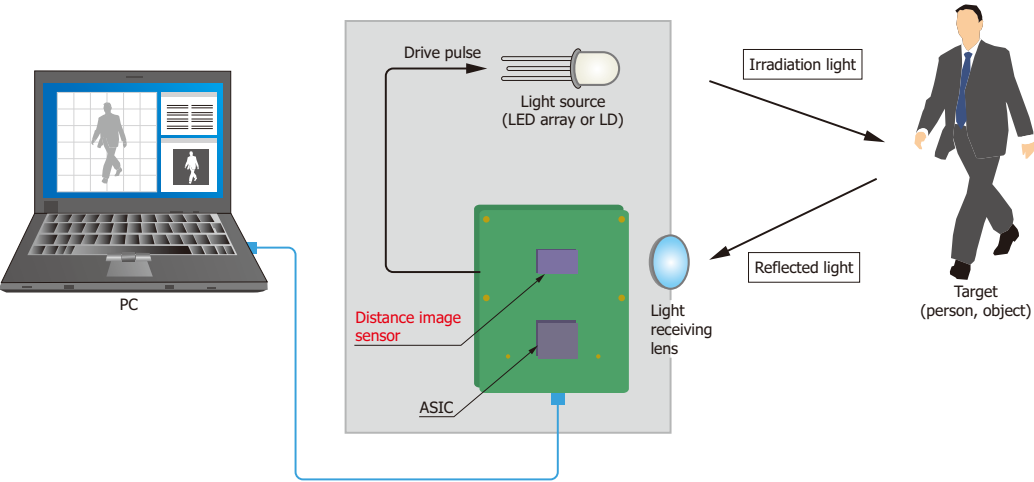 Drive pulse
Light source
(LED array or LD)
Irradiation light
Reflected light
Target
(person, object)
PC
Distance image
sensor
Light
receiving
lens
ASIC